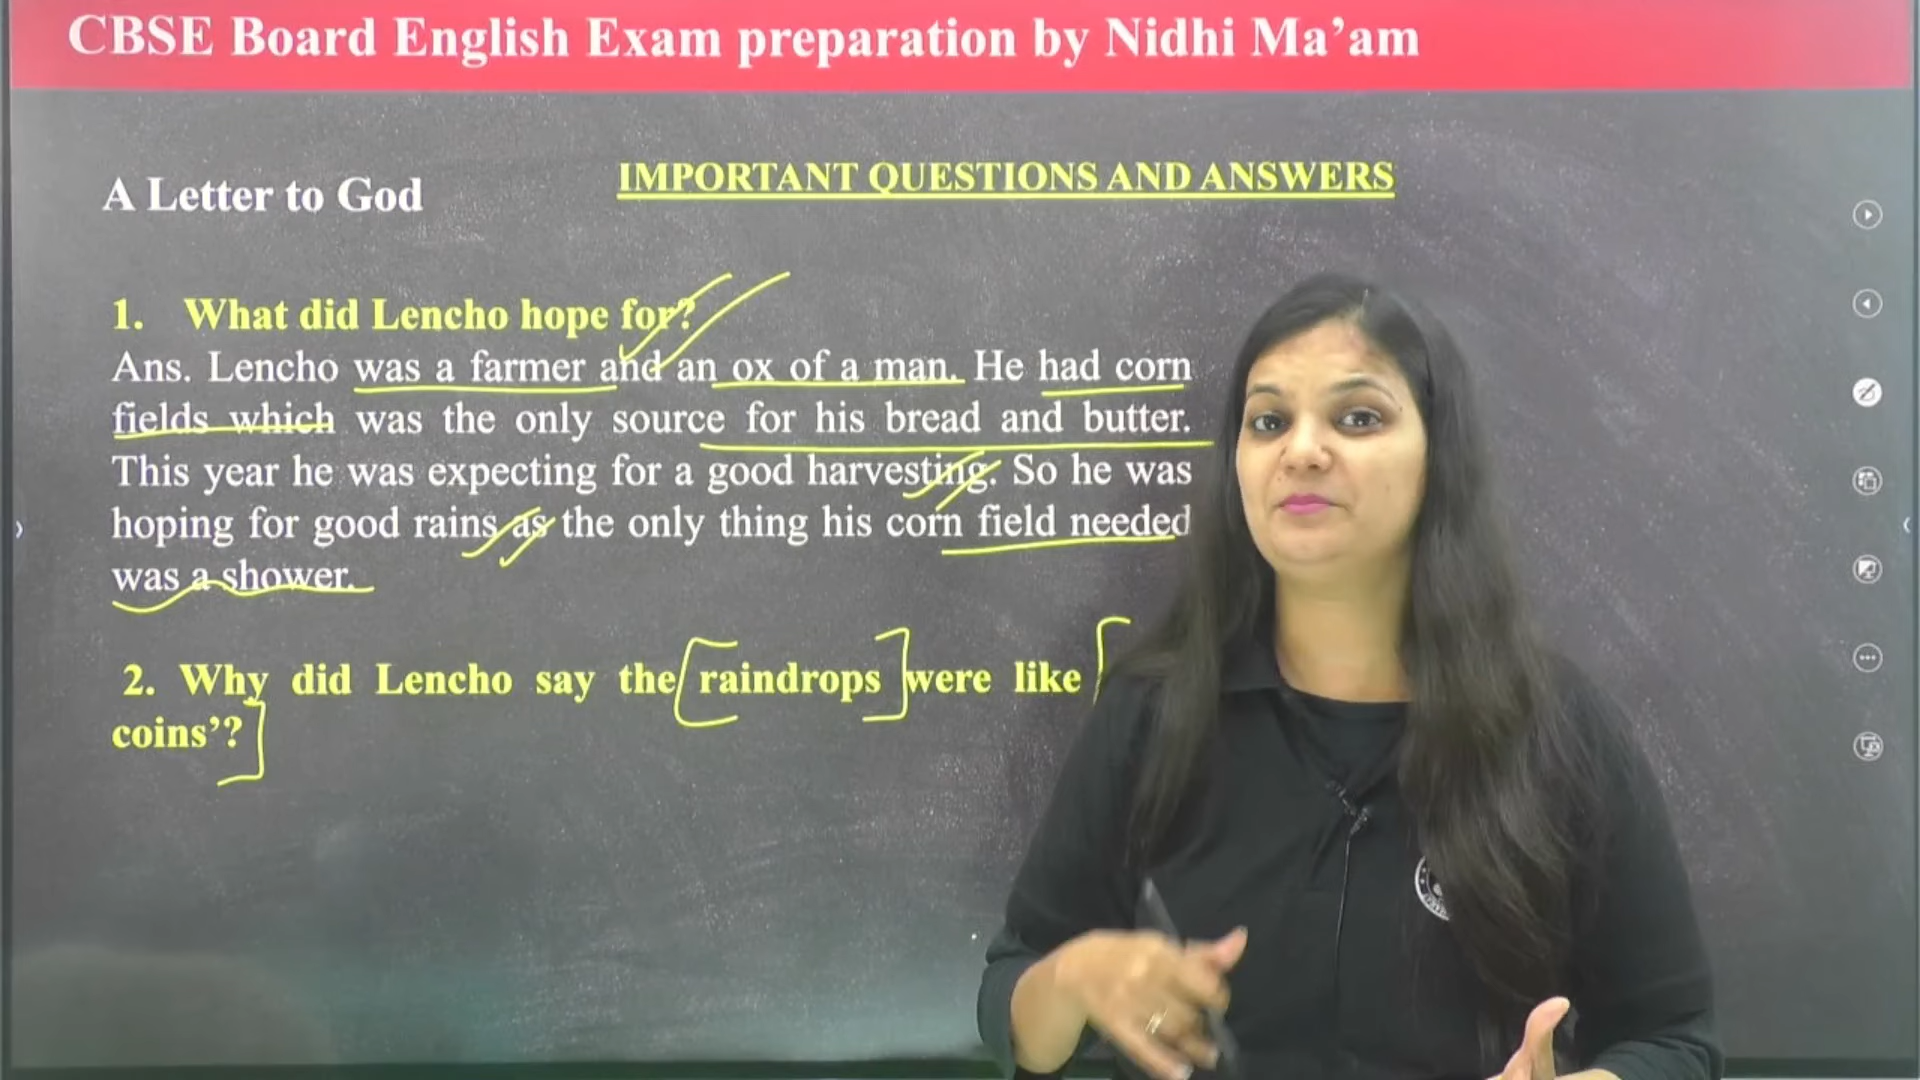 CBSE Board English Exam preparation by Nidhi Ma’am
A Letter to God
IMPORTANT QUESTIONS AND ANSWERS
1. What did Lencho hope for?
Ans. Lencho was a farmer and an ox of a man. He had corn
fields which was the only source for his bread and butter.
This year he was expecting for a good harvesting. So he was
hoping for good rains as the only thing his corn field needed
was a shower.
2. Why did Lencho say the raindrops were like
coins’?